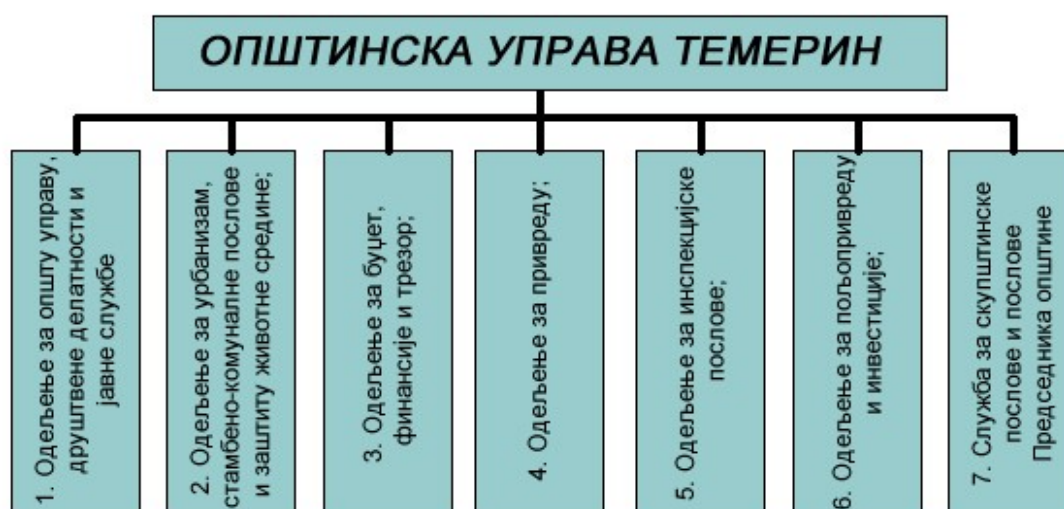 ОПШТИНСКА УПРАВА ТЕМЕРИН
1. Одељење за општу управу,
друштвене делатности и
јавне службе
2. Одељење за урбанизам,
стамбено-комуналне послове
и заштиту животне средине;
3. Одељење за буџет,
финансије и трезор;
4. Одељење за привреду;
5. Одељење за инспекцијске
послове;
6. Одељење за пољопривреду
и инвестиције;
7. Служба за скупштинске
послове и послове
Председника општине